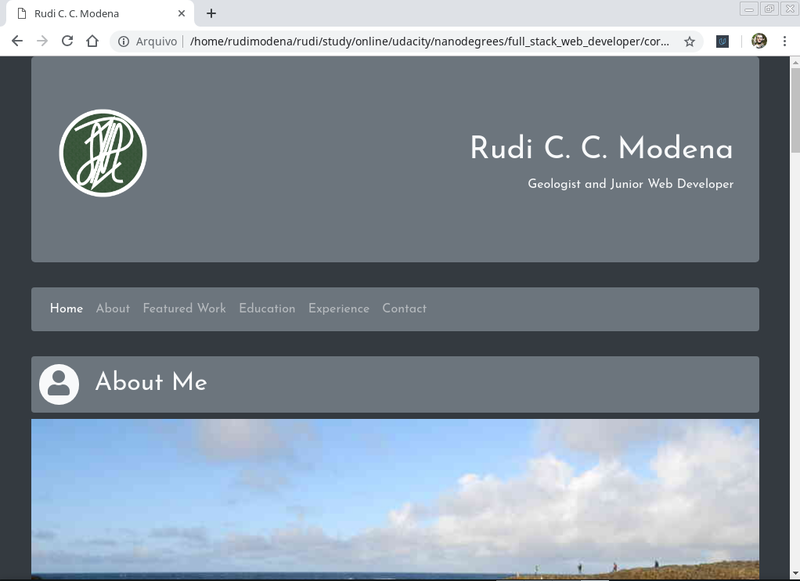 Rudi C. C. Modena
Arquivo /home/rudimodena/rudi/study/online/udacity/nanodegrees/full_stack_web_developer/cor...
Rudi C. C. Modena
Geologist and Junior Web Developer
Home About Featured Work Education Experience Contact
About Me